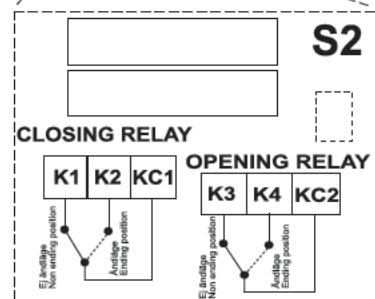 S2
CLOSING RELAY
K1 K2 KC1
Ej ändläge
Non ending position
Ändläge
Ending position
OPENING RELAY
K3 K4 KC2
Ej ändläge
Non ending position
Ändläge
Ending position